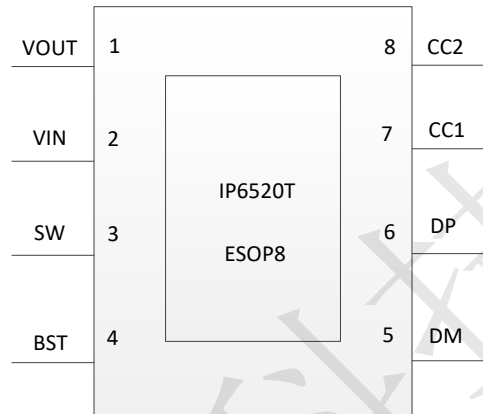 VOUT 1 8 CC2
VIN 2 7 CC1
IP6520T
SW 3 6 DP
ESOP8
BST 4 5 DM